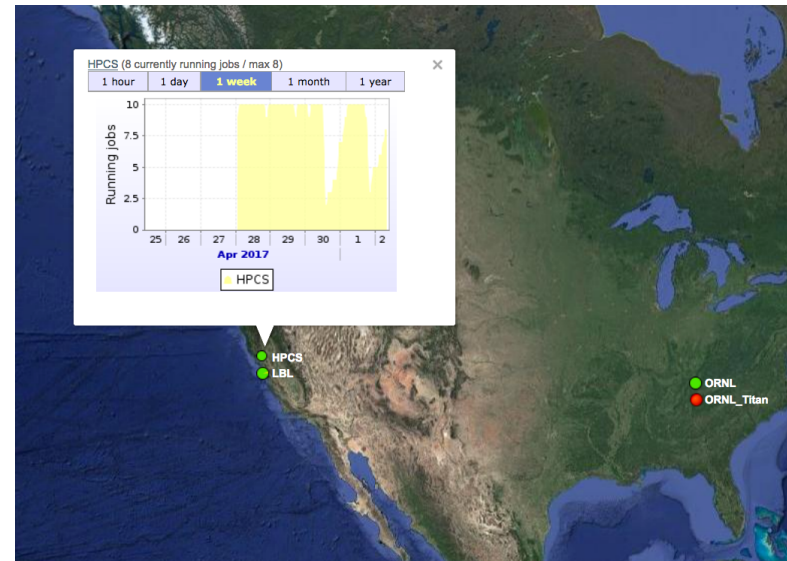 HPCS (8 currently running jobs / max 8)
×
1 hour 1 day 1 week 1 month 1 year
Running jobs
10
7.5
5
2.5
0
25 26 27 28 29 30 1 2
Apr 2017
HPCS
HPCS
LBL
ORNL
ORNL_Titan